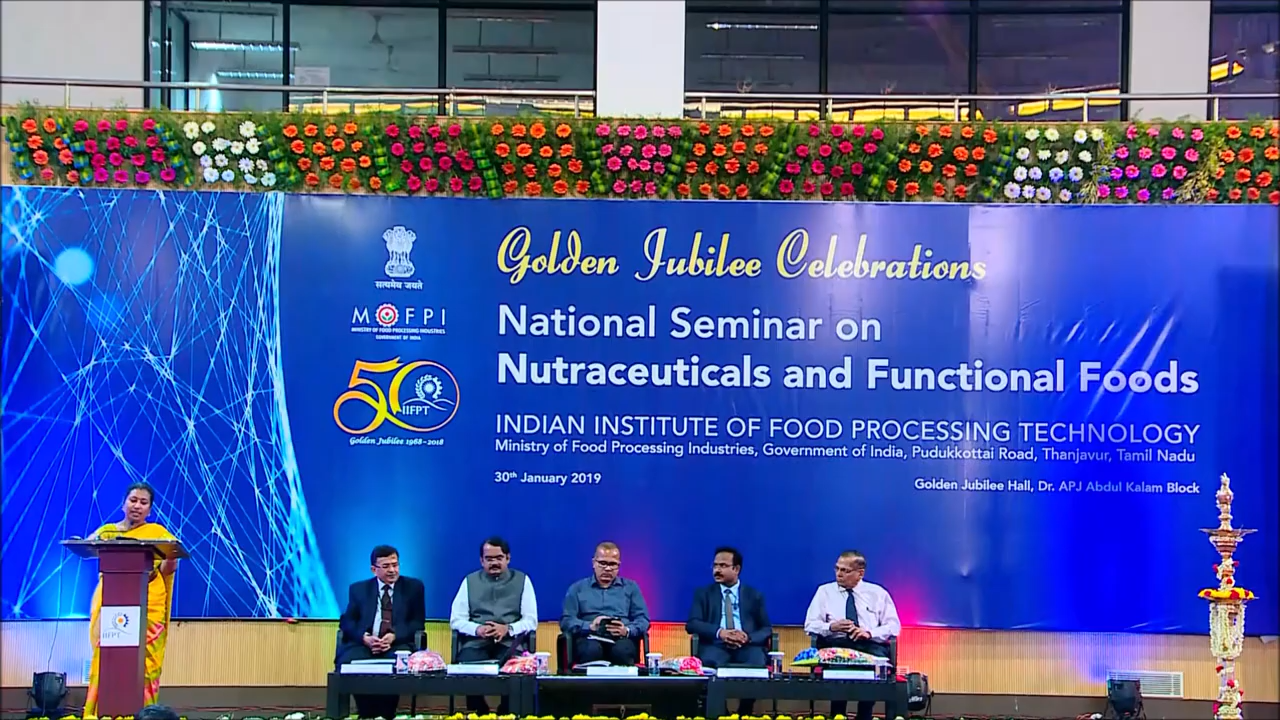 Golden Jubilee Celebrations
सत्यमेव जयते
MOFPI
MINISTRY OF FOOD PROCESSING INDUSTRIES
GOVERNMENT OF INDIA
National Seminar on
Nutraceuticals and Functional Foods
50
IIFPT
Golden Jubilee 1968-2018
INDIAN INSTITUTE OF FOOD PROCESSING TECHNOLOGY
Ministry of Food Processing Industries, Government of India, Pudukkottai Road, Thanjavur, Tamil Nadu
30th January 2019
Golden Jubilee Hall, Dr. APJ Abdul Kalam Block
IIFPT